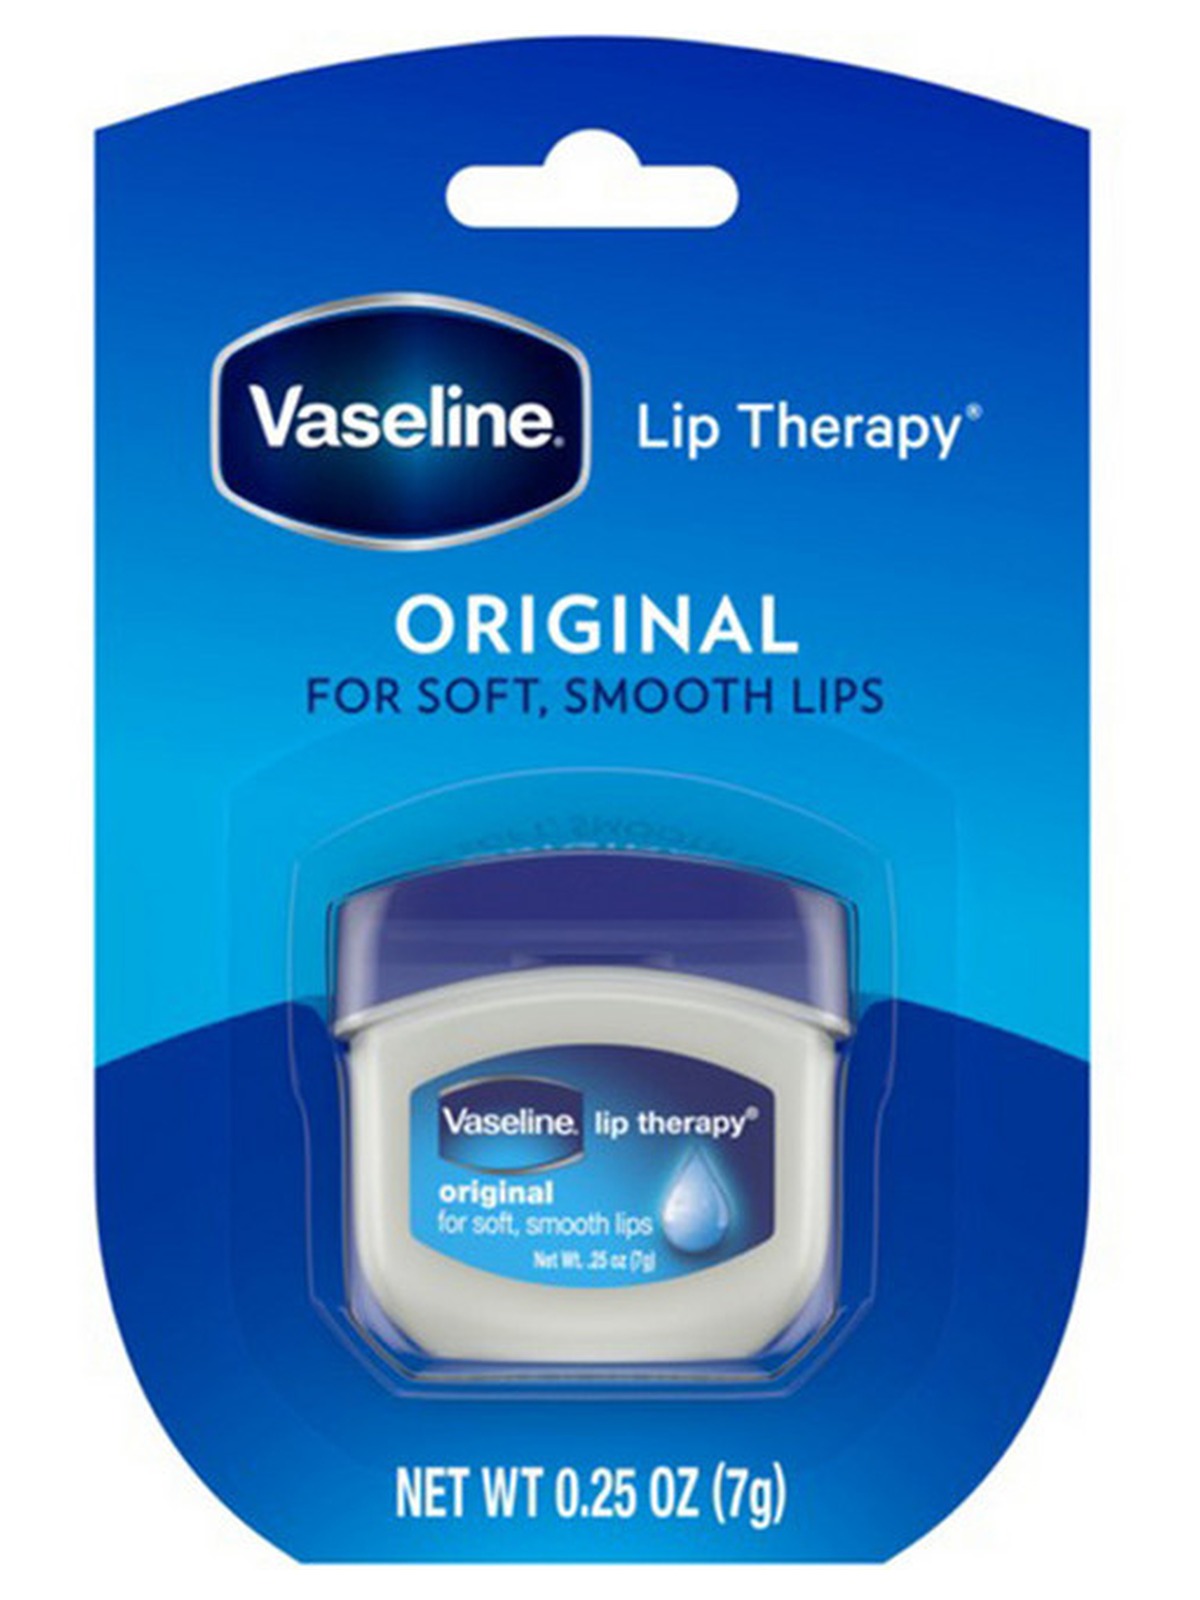 Vaseline® Lip Therapy®
ORIGINAL
FOR SOFT, SMOOTH LIPS
Vaseline® lip therapy®
original
for soft, smooth lips
Net Wt. .25 oz (7g)
NET WT 0.25 OZ (7g)